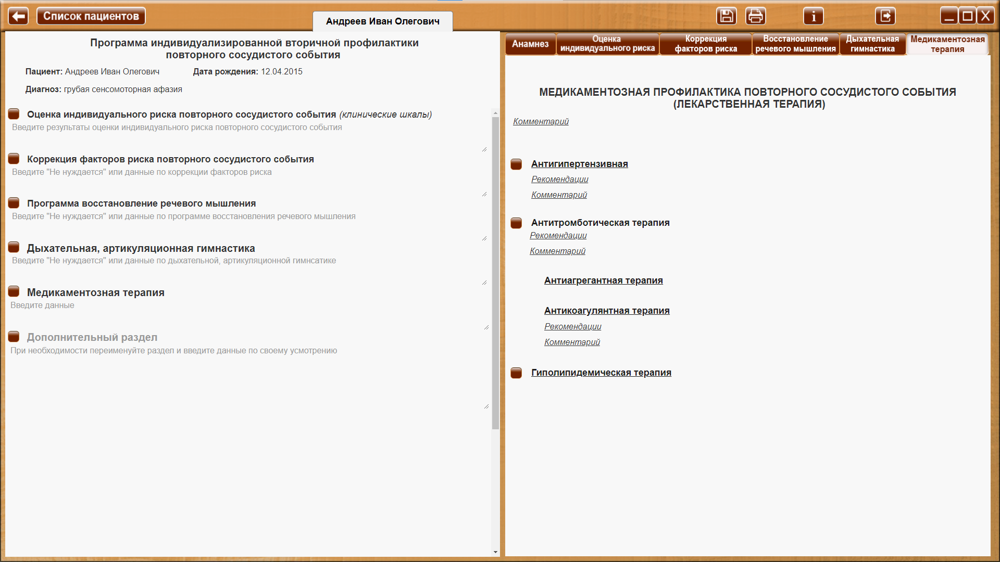 Список пациентов
Андреев Иван Олегович
i
X
Программа индивидуализированной вторичной профилактики
повторного сосудистого события
Пациент: Андреев Иван Олегович Дата рождения: 12.04.2015
Диагноз: грубая сенсомоторная афазия
Оценка индивидуального риска повторного сосудистого события (клинические шкалы)
Введите результаты оценки индивидуального риска повторного сосудистого события
Коррекция факторов риска повторного сосудистого события
Введите "Не нуждается" или данные по коррекции факторов риска
Программа восстановление речевого мышления
Введите "Не нуждается" или данные по программе восстановления речевого мышления
Дыхательная, артикуляционная гимнастика
Введите "Не нуждается" или данные по дыхательной, артикуляционной гимнсатике
Медикаментозная терапия
Введите данные
Дополнительный раздел
При необходимости переименуйте раздел и введите данные по своему усмотрению
Анамнез
Оценка
индивидуального риска
Коррекция
факторов риска
Восстановление
речевого мышления
Дыхательная
гимнастика
Медикаментозная
терапия
МЕДИКАМЕНТОЗНАЯ ПРОФИЛАКТИКА ПОВТОРНОГО СОСУДИСТОГО СОБЫТИЯ
(ЛЕКАРСТВЕННАЯ ТЕРАПИЯ)
Комментарий
Антигипертензивная
Рекомендации
Комментарий
Антитромботическая терапия
Рекомендации
Комментарий
Антиагрегантная терапия
Антикоагулянтная терапия
Рекомендации
Комментарий
Гиполипидемическая терапия